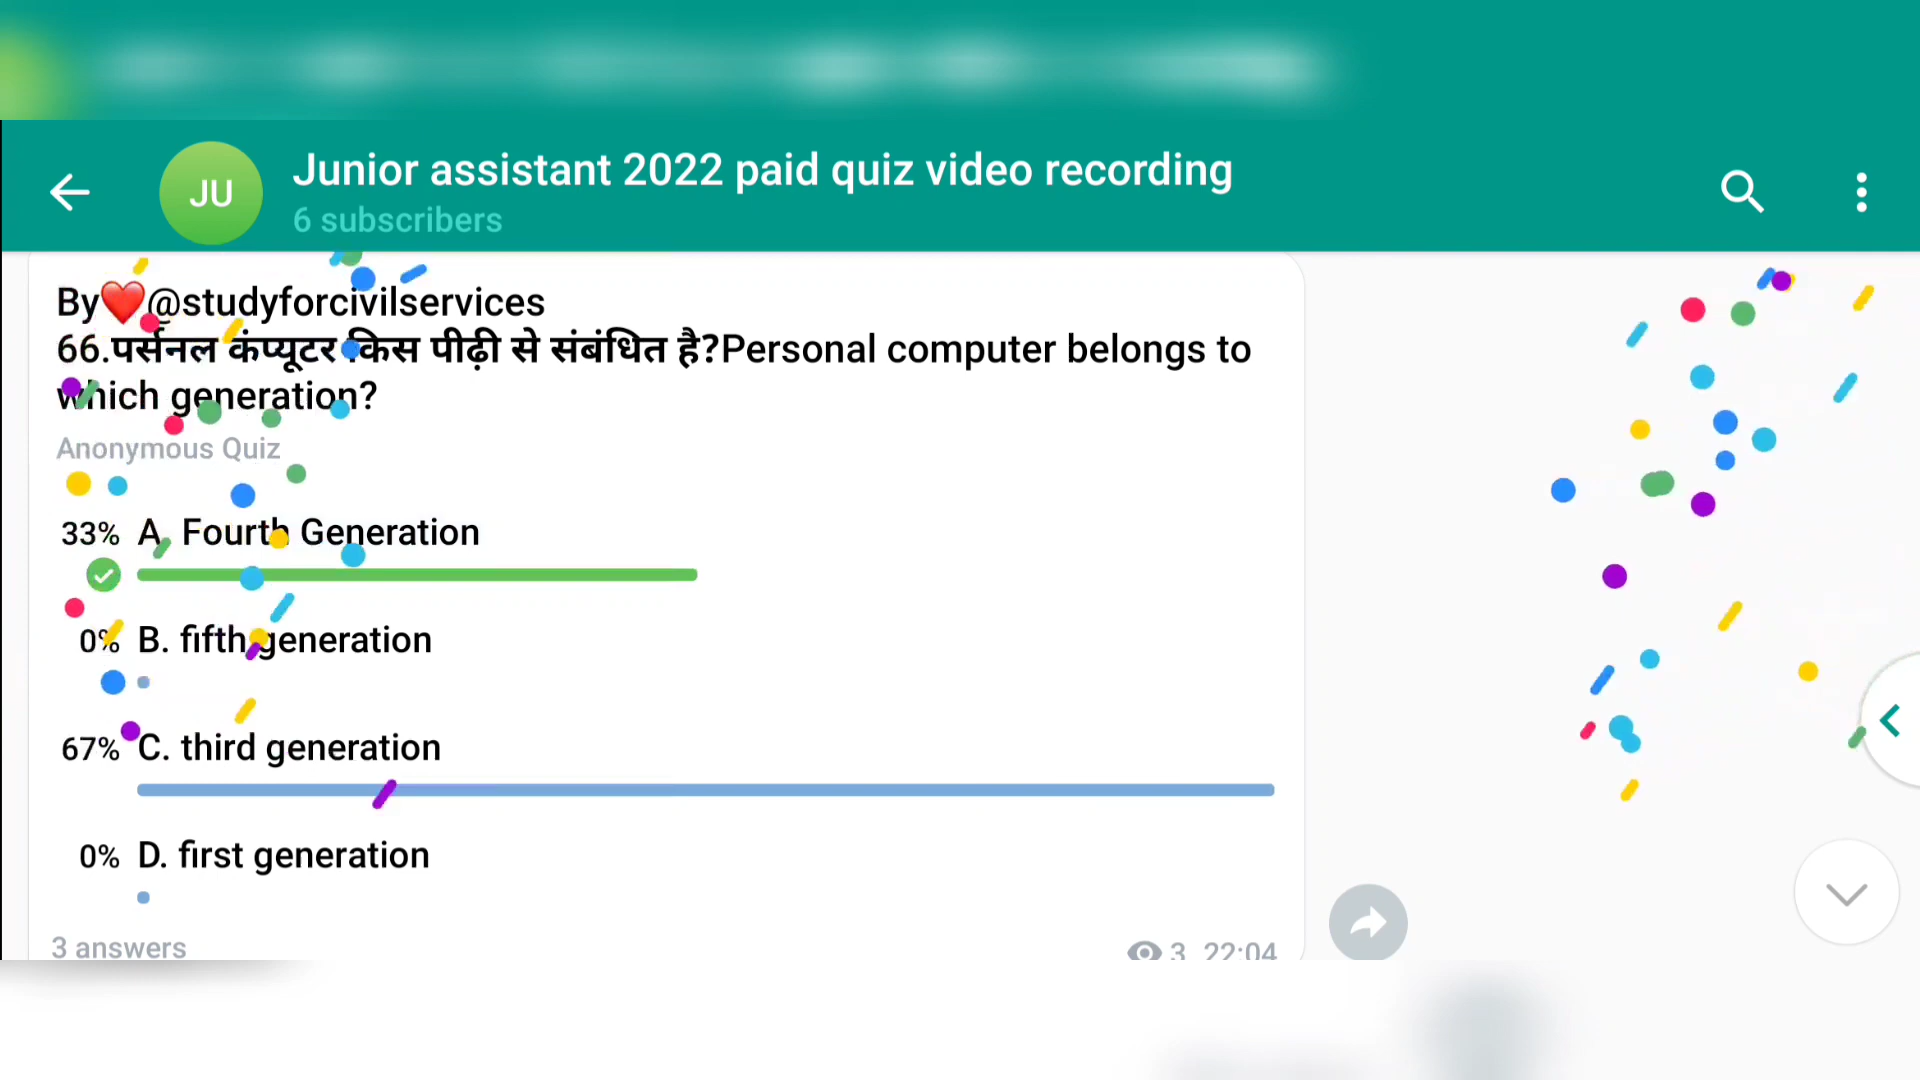 JU
Junior assistant 2022 paid quiz video recording
6 subscribers
By❤️@studyforcivilservices
66.पर्सनल कंप्यूटर किस पीढ़ी से संबंधित है?Personal computer belongs to
which generation?
Anonymous Quiz
33% A. Fourth Generation
0% B. fifth generation
67% C. third generation
0% D. first generation
3 answers
3 22:04